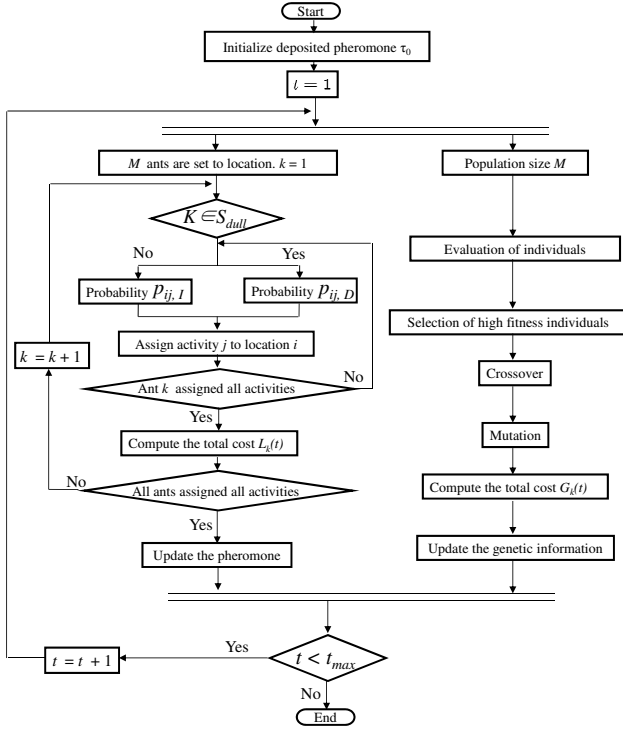 Start
Initialize deposited pheromone τ0
t = 1
M ants are set to location. k = 1
Population size M
K ∈ Sdull
Evaluation of individuals
No
Yes
Probability pij, I
Probability pij, D
Selection of high fitness individuals
Assign activity j to location i
k = k + 1
Crossover
No
Ant k assigned all activities
Yes
Mutation
Compute the total cost Lk(t)
No
All ants assigned all activities
Compute the total cost Gk(t)
Yes
Update the pheromone
Update the genetic information
Yes
t = t + 1
t < tmax
No
End